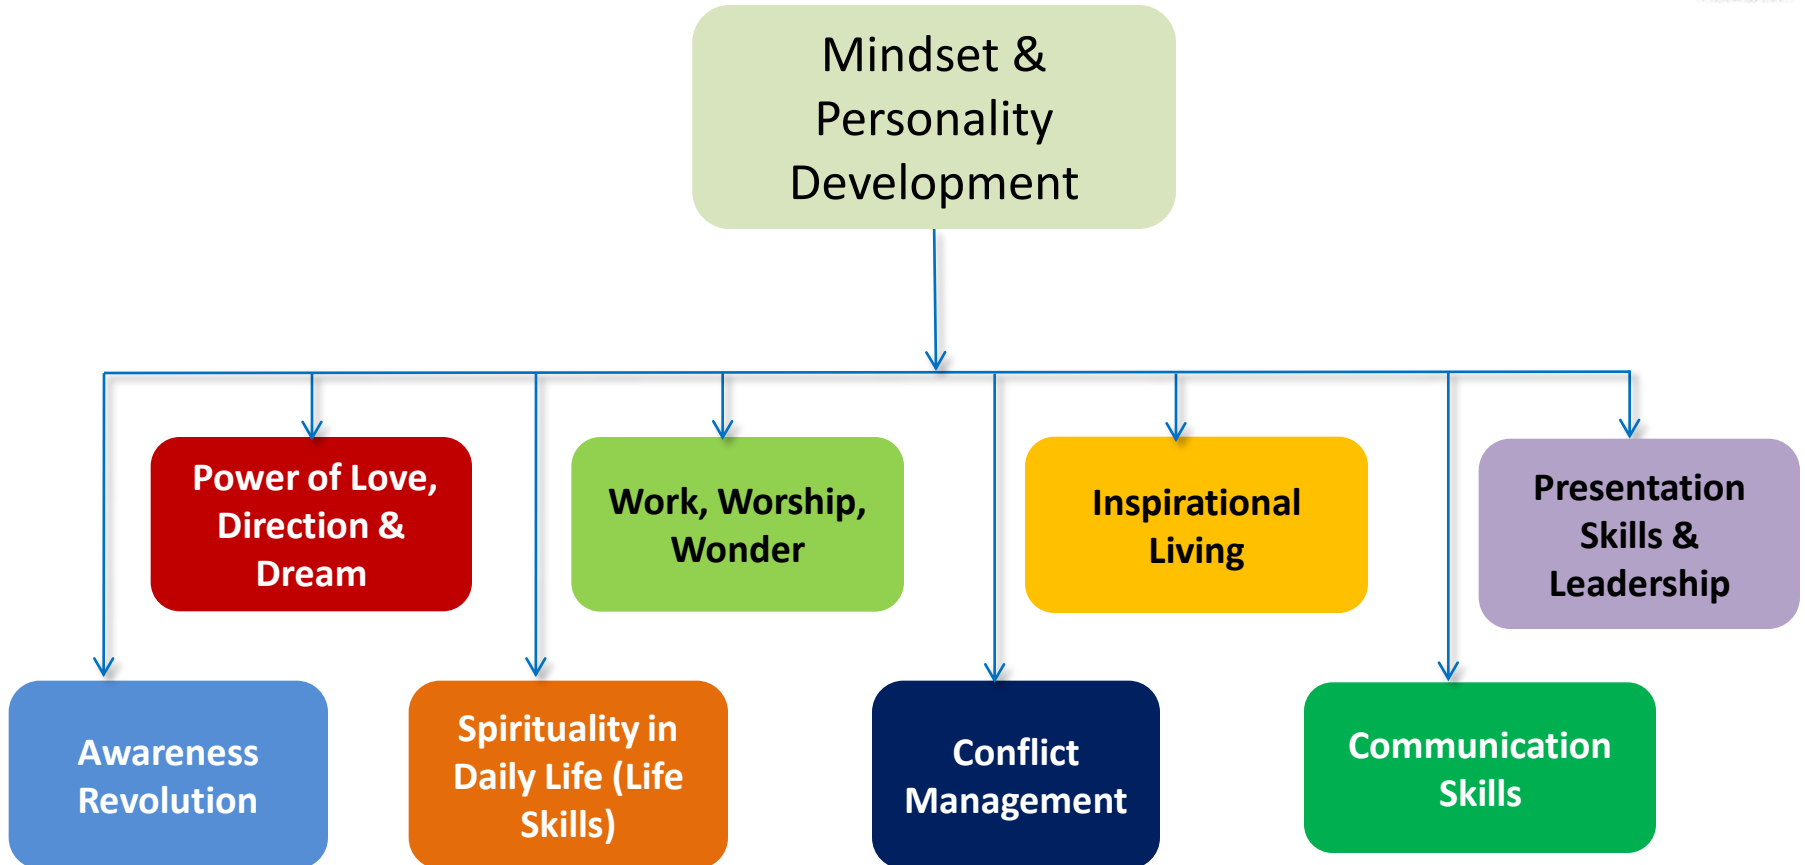 Mindset &
Personality
Development
Power of Love,
Direction &
Dream
Work, Worship,
Wonder
Inspirational
Living
Presentation
Skills &
Leadership
Awareness
Revolution
Spirituality in
Daily Life (Life
Skills)
Conflict
Management
Communication
Skills